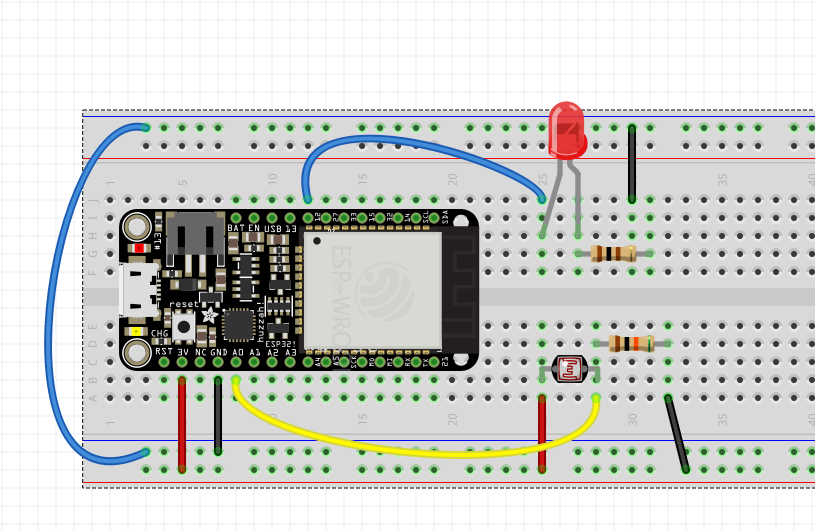 1 5 10 15 20 25 30 35 40
J
I
H
G
F
BAT EN USB 13
12 27 33 15 32 14 SCL SDA
#13
ESP-WRO
reset
huzzah!
CHG
ESP32!
RST 3V NC GND A0 A1 A2 A3
A4 A5 SCK MO MI RX TX 21
E
D
C
B
A
1 5 10 15 20 25 30 35 40